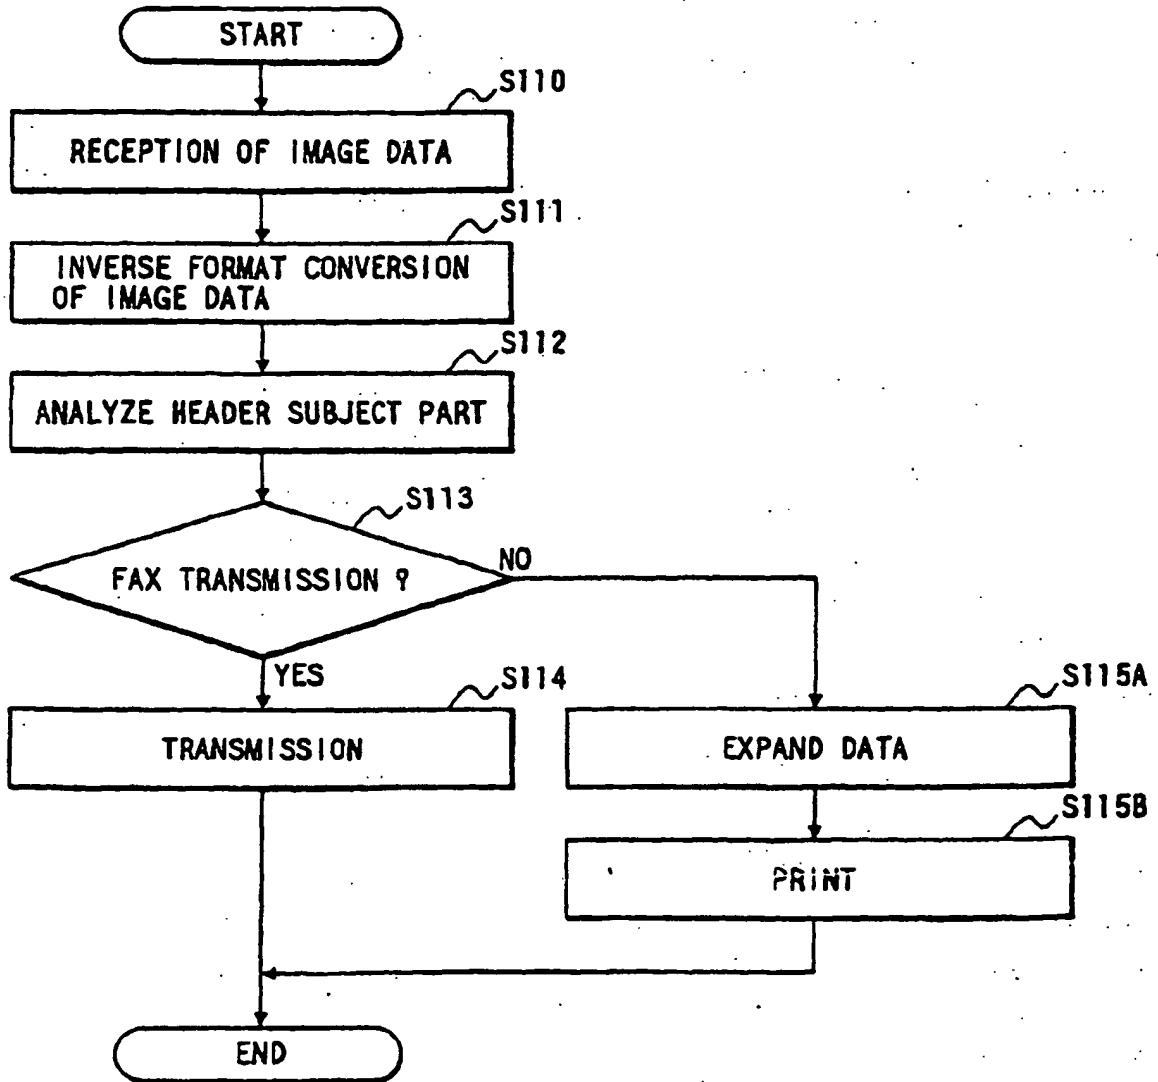 START
S110
RECEPTION OF IMAGE DATA
S111
INVERSE FORMAT CONVERSION
OF IMAGE DATA
S112
ANALYZE HEADER SUBJECT PART
S113
FAX TRANSMISSION ?
NO
YES
S114
TRANSMISSION
S115A
EXPAND DATA
S115B
PRINT
END